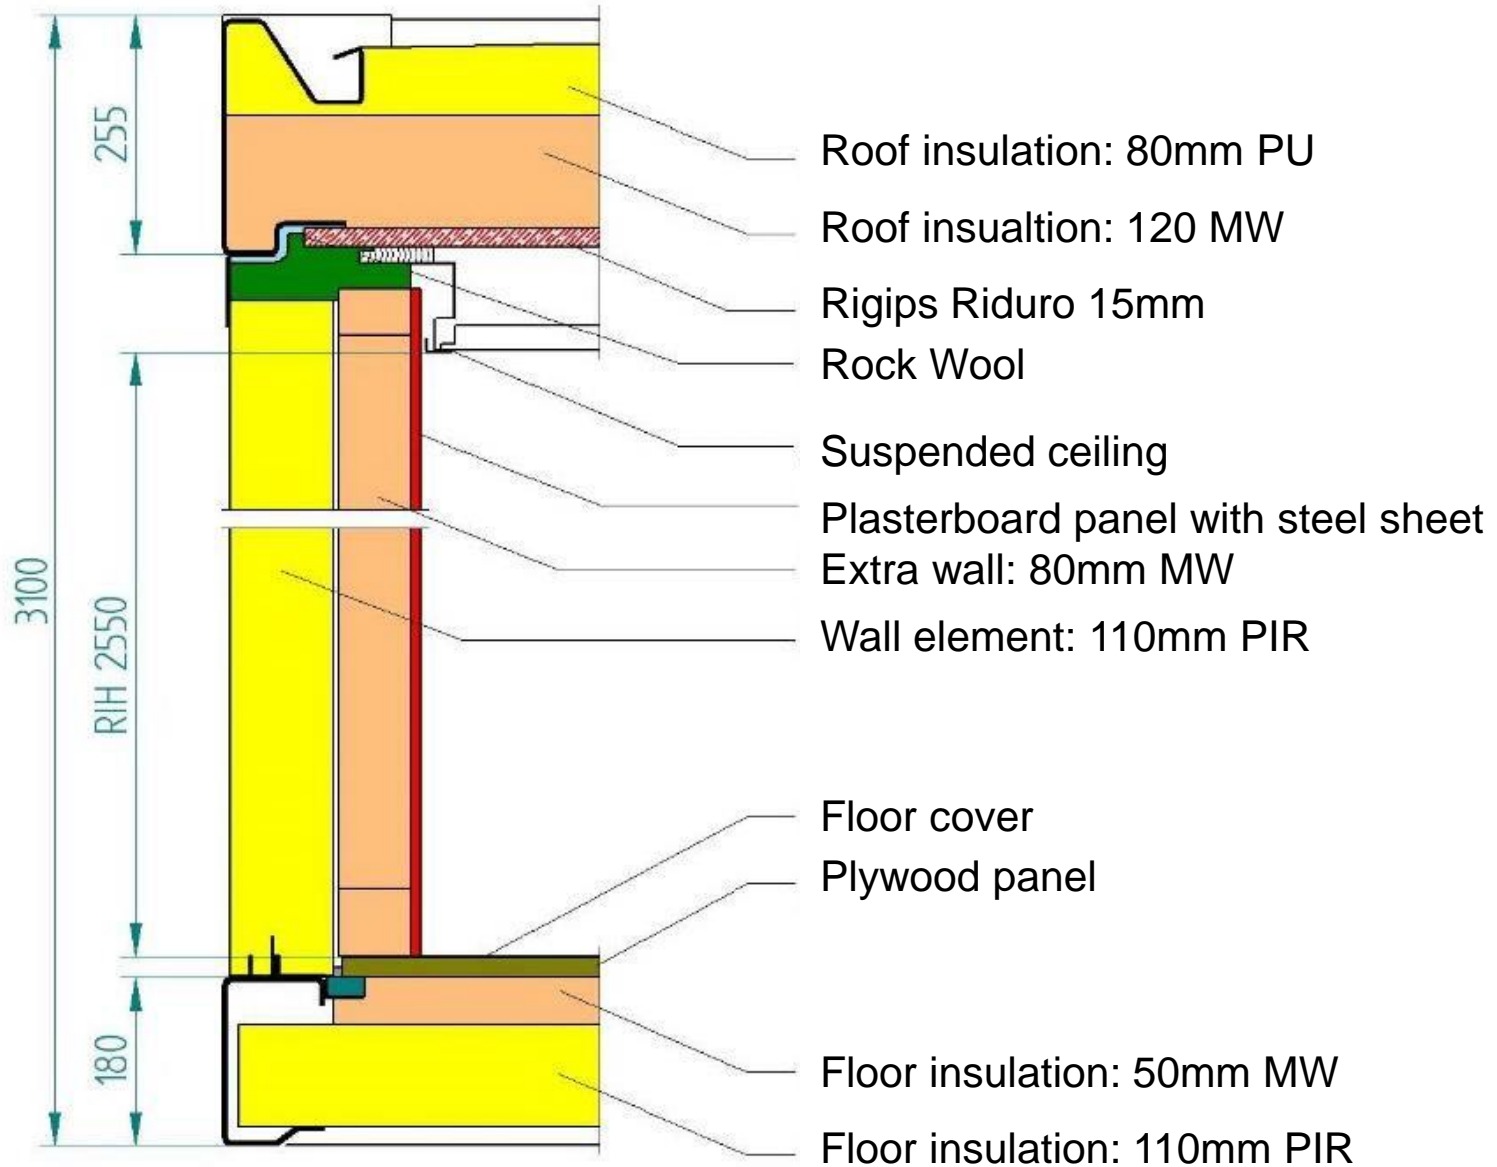 255
3100
RIH 2550
180
Roof insulation: 80mm PU
Roof insualtion: 120 MW
Rigips Riduro 15mm
Rock Wool
Suspended ceiling
Plasterboard panel with steel sheet
Extra wall: 80mm MW
Wall element: 110mm PIR
Floor cover
Plywood panel
Floor insulation: 50mm MW
Floor insulation: 110mm PIR